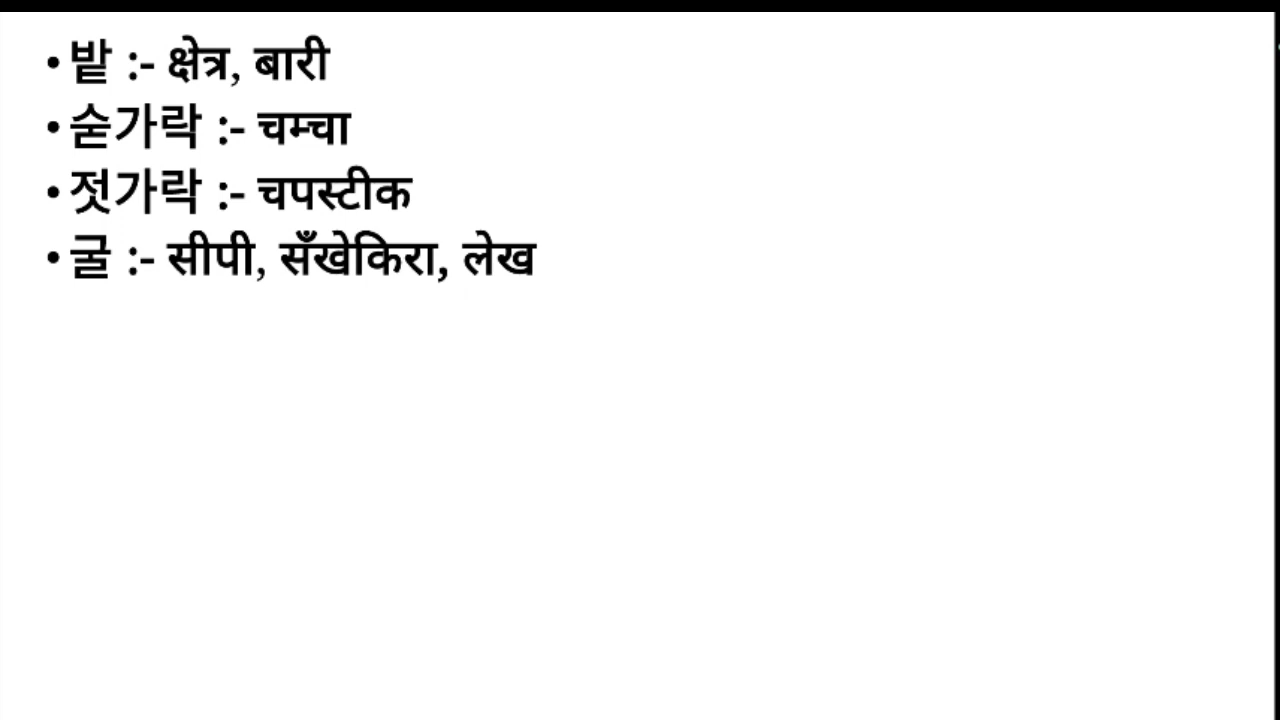 • 밭 :- क्षेत्र, बारी
• 숟가락 :- चम्चा
• 젓가락 :- चपस्टीक
• 굴 :- सीपी, सँखेकिरा, लेख